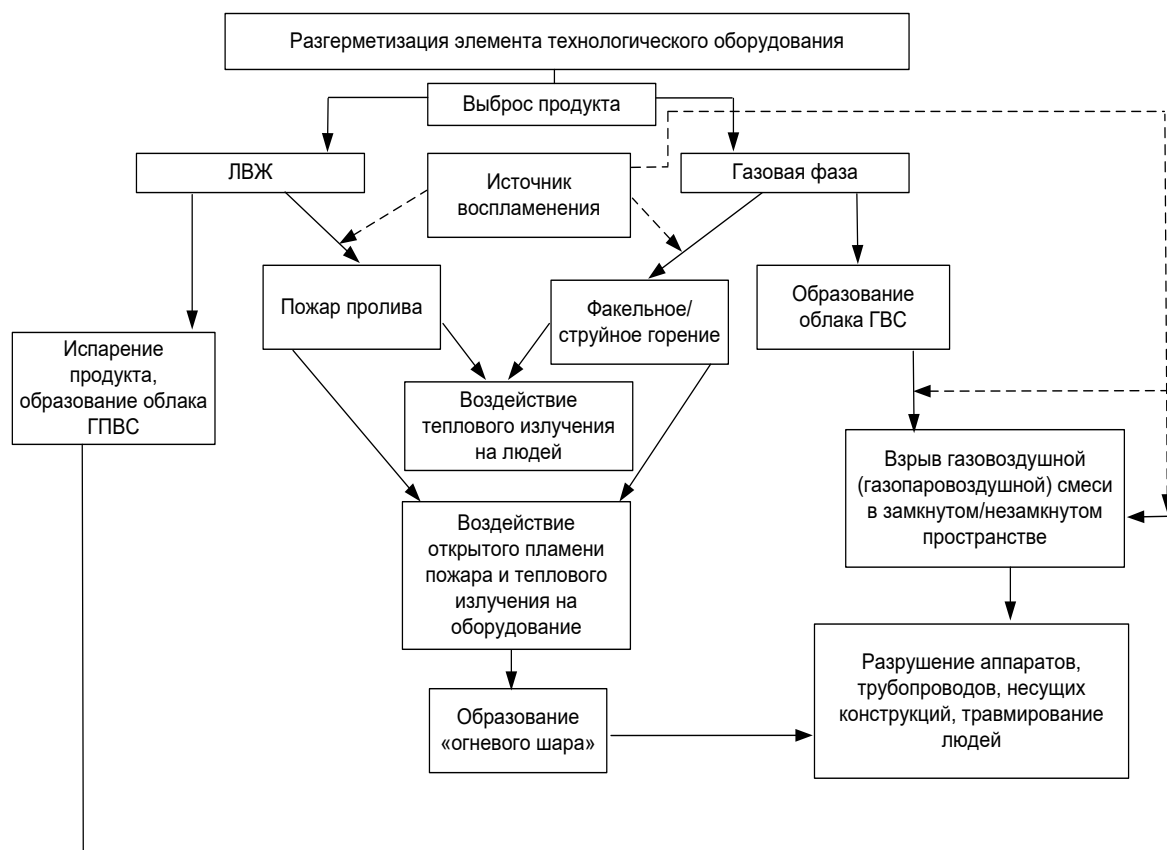 Разгерметизация элемента технологического оборудования
Выброс продукта
ЛВЖ
Источник
воспламенения
Газовая фаза
Пожар пролива
Факельное/
струйное горение
Образование
облака ГВС
Испарение
продукта,
образование облака
ГПВС
Воздействие
теплового излучения
на людей
Взрыв газовоздушной
(газопаровоздушной) смеси
в замкнутом/незамкнутом
пространстве
Воздействие
открытого пламени
пожара и теплового
излучения на
оборудование
Разрушение аппаратов,
трубопроводов, несущих
конструкций, травмирование
людей
Образование
«огневого шара»